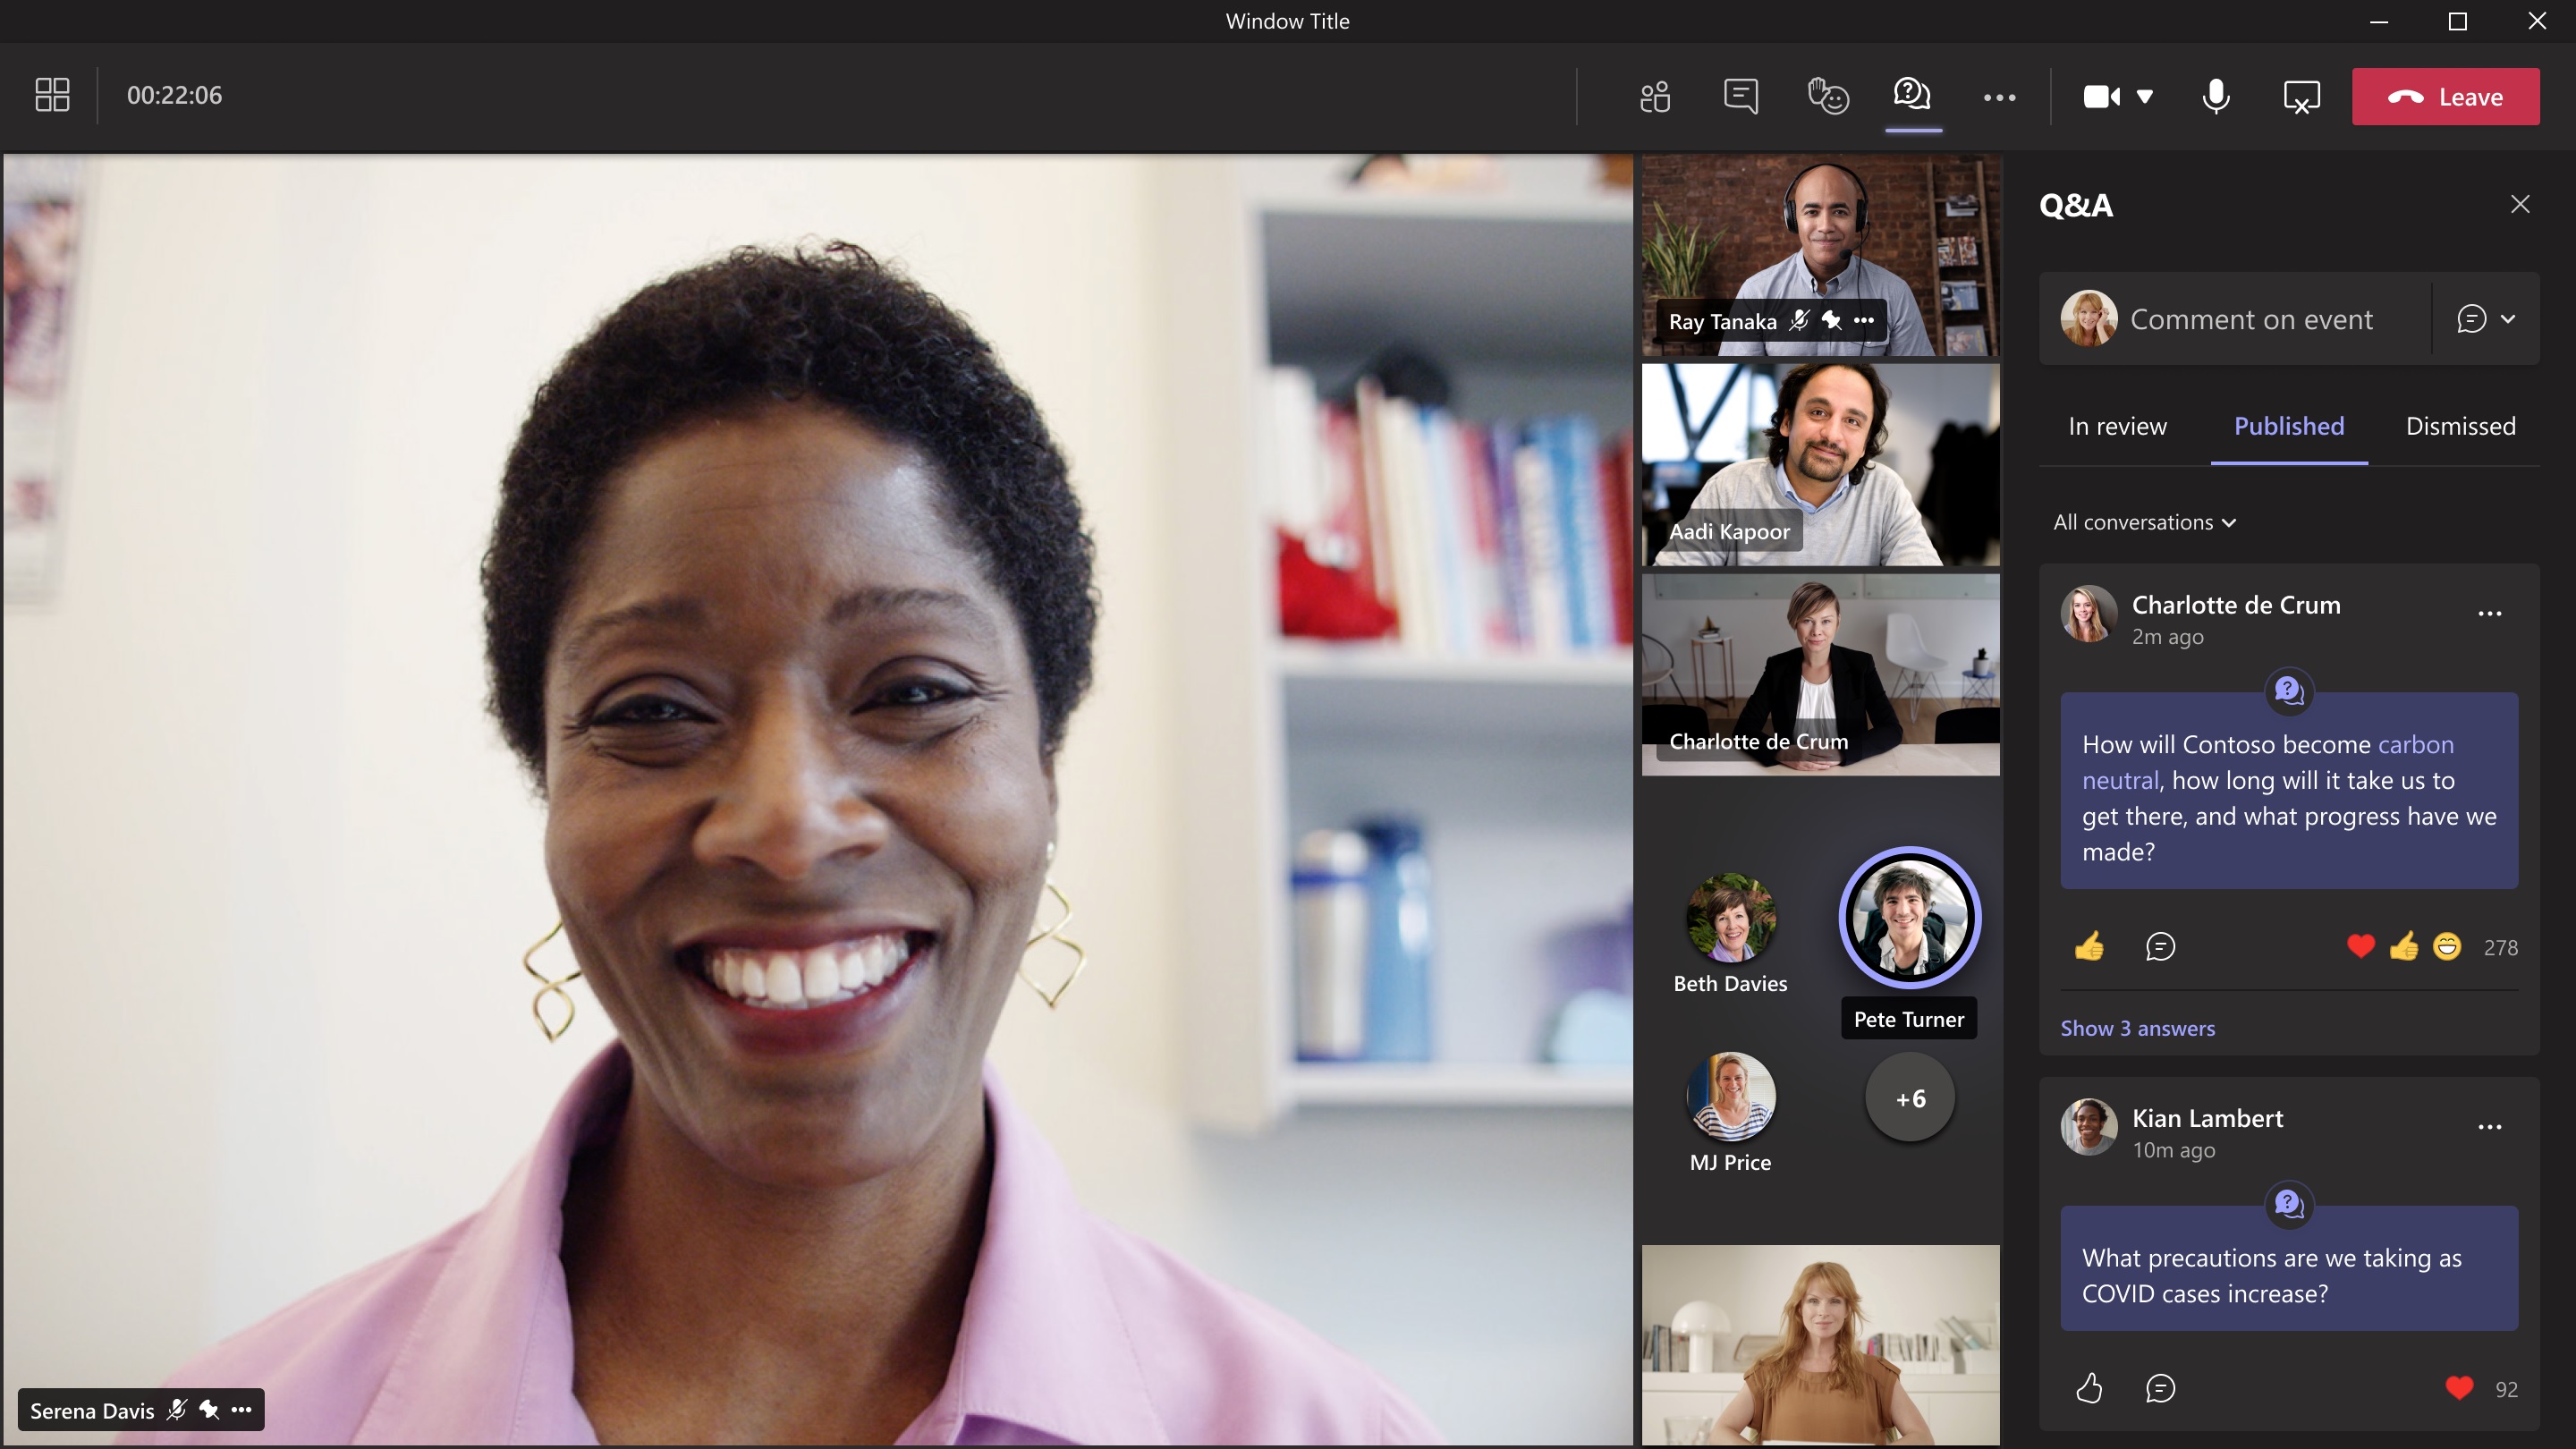 Window Title
00:22:06
Leave
Ray Tanaka
Aadi Kapoor
Charlotte de Crum
Beth Davies
Pete Turner
MJ Price
+6
Serena Davis
Q&A
Comment on event
In review
Published
Dismissed
All conversations
Charlotte de Crum
2m ago
How will Contoso become carbon
neutral, how long will it take us to
get there, and what progress have we
made?
278
Show 3 answers
Kian Lambert
10m ago
What precautions are we taking as
COVID cases increase?
92